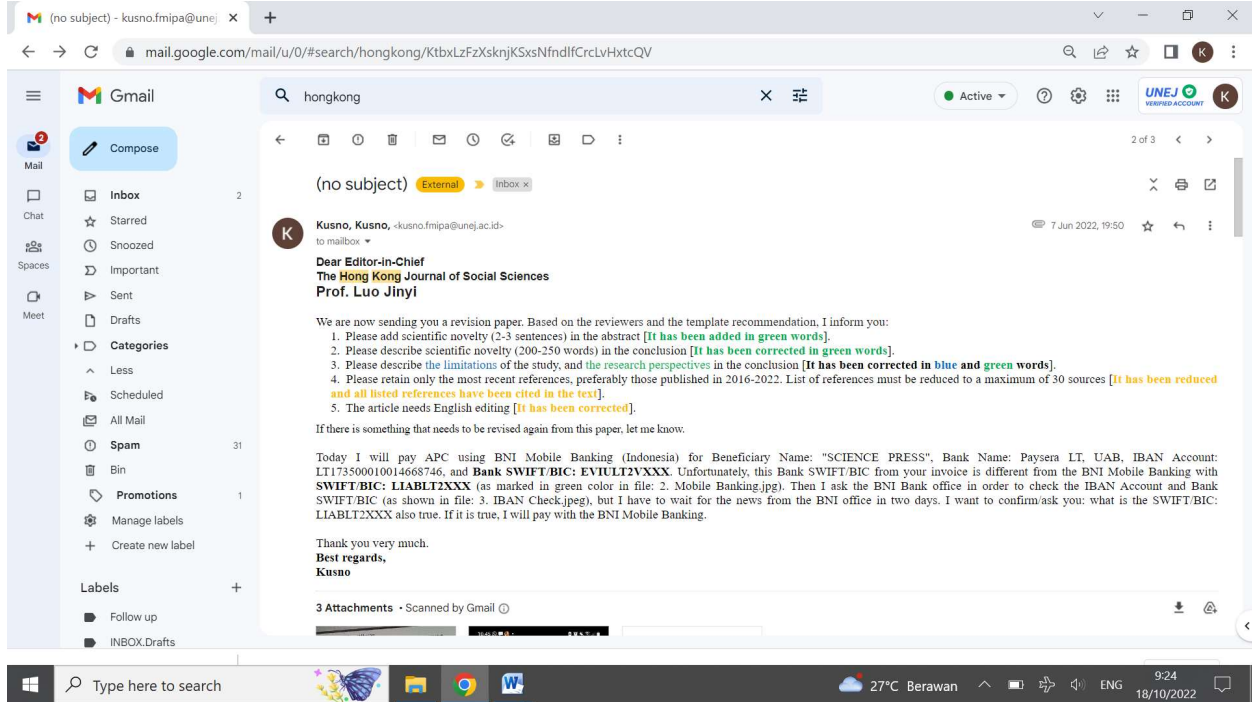 (no subject) - kusno.fmipa@unej
mail.google.com/mail/u/0/#search/hongkong/KtbxLzFzXsknjKSxsNfndlfCrcLvHxtcQV
K
Gmail
hongkong
Active
UNEJ
VERIFIED ACCOUNT
K
2
Mail
Chat
Spaces
Meet
Compose
Inbox 2
Starred
Snoozed
Important
Sent
Drafts
Categories
Less
Scheduled
All Mail
Spam 31
Bin
Promotions 1
Manage labels
Create new label
Labels
Follow up
INBOX.Drafts
2 of 3
(no subject) External Inbox x
K
Kusno, Kusno, <kusno.fmipa@unej.ac.id>
7 Jun 2022, 19:50
to mailbox
Dear Editor-in-Chief
The Hong Kong Journal of Social Sciences
Prof. Luo Jinyi
We are now sending you a revision paper. Based on the reviewers and the template recommendation, I inform you:
1. Please add scientific novelty (2-3 sentences) in the abstract [It has been added in green words].
2. Please describe scientific novelty (200-250 words) in the conclusion [It has been corrected in green words].
3. Please describe the limitations of the study, and the research perspectives in the conclusion [It has been corrected in blue and green words].
4. Please retain only the most recent references, preferably those published in 2016-2022. List of references must be reduced to a maximum of 30 sources [It has been reduced
and all listed references have been cited in the text].
5. The article needs English editing [It has been corrected].
If there is something that needs to be revised again from this paper, let me know.
Today I will pay APC using BNI Mobile Banking (Indonesia) for Beneficiary Name: "SCIENCE PRESS", Bank Name: Paysera LT, UAB, IBAN Account:
LT173500010014668746, and Bank SWIFT/BIC: EVIULT2VXXX. Unfortunately, this Bank SWIFT/BIC from your invoice is different from the BNI Mobile Banking with
SWIFT/BIC: LIABLT2XXX (as marked in green color in file: 2. Mobile Banking.jpg). Then I ask the BNI Bank office in order to check the IBAN Account and Bank
SWIFT/BIC (as shown in file: 3. IBAN Check.jpeg), but I have to wait for the news from the BNI office in two days. I want to confirm/ask you: what is the SWIFT/BIC:
LIABLT2XXX also true. If it is true, I will pay with the BNI Mobile Banking.
Thank you very much.
Best regards,
Kusno
3 Attachments • Scanned by Gmail
Type here to search
27°C Berawan
ENG
9:24
18/10/2022